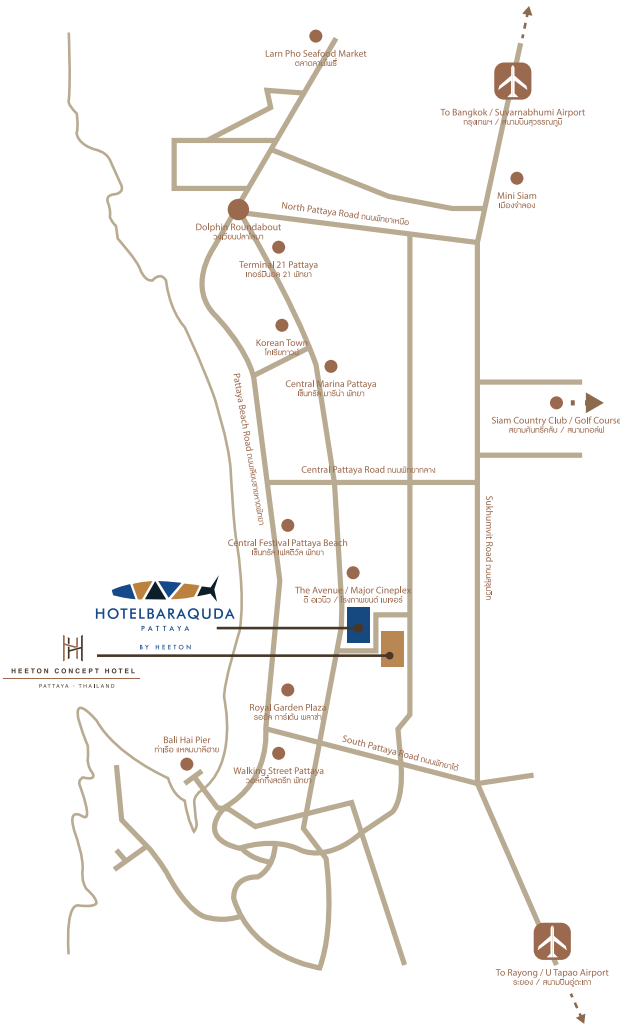 Larn Pho Seafood Market
ตลาดลานโพธิ์
To Bangkok / Suvarnabhumi Airport
กรุงเทพฯ / สนามบินสุวรรณภูมิ
Mini Siam
เมืองจำลอง
North Pattaya Road ถนนพัทยาเหนือ
Dolphin Roundabout
วงเวียนปลาโลมา
Terminal 21 Pattaya
เทอร์มินอล 21 พัทยา
Korean Town
โคเรียทาวน์
Central Marina Pattaya
เซ็นทรัล มารีน่า พัทยา
Pattaya Beach Road ถนนเลียบชายหาดพัทยา
Siam Country Club / Golf Course
สยามคันทรีคลับ / สนามกอล์ฟ
Central Pattaya Road ถนนพัทยากลาง
Sukhumvit Road ถนนสุขุมวิท
Central Festival Pattaya Beach
เซ็นทรัล เฟสติวัล พัทยา
The Avenue / Major Cineplex
ดิ อเวนิว / โรงภาพยนต์ เมเจอร์
HOTELBARAQUDA
PATTAYA
BY HEETON
HEETON CONCEPT HOTEL
PATTAYA - THAILAND
Royal Garden Plaza
รอยัล การ์เด้น พลาซ่า
South Pattaya Road ถนนพัทยาใต้
Bali Hai Pier
ท่าเรือ แหลมบาลีฮาย
Walking Street Pattaya
วอล์กกิ้งสตรีท พัทยา
To Rayong / U Tapao Airport
ระยอง / สนามบินอู่ตะเภา